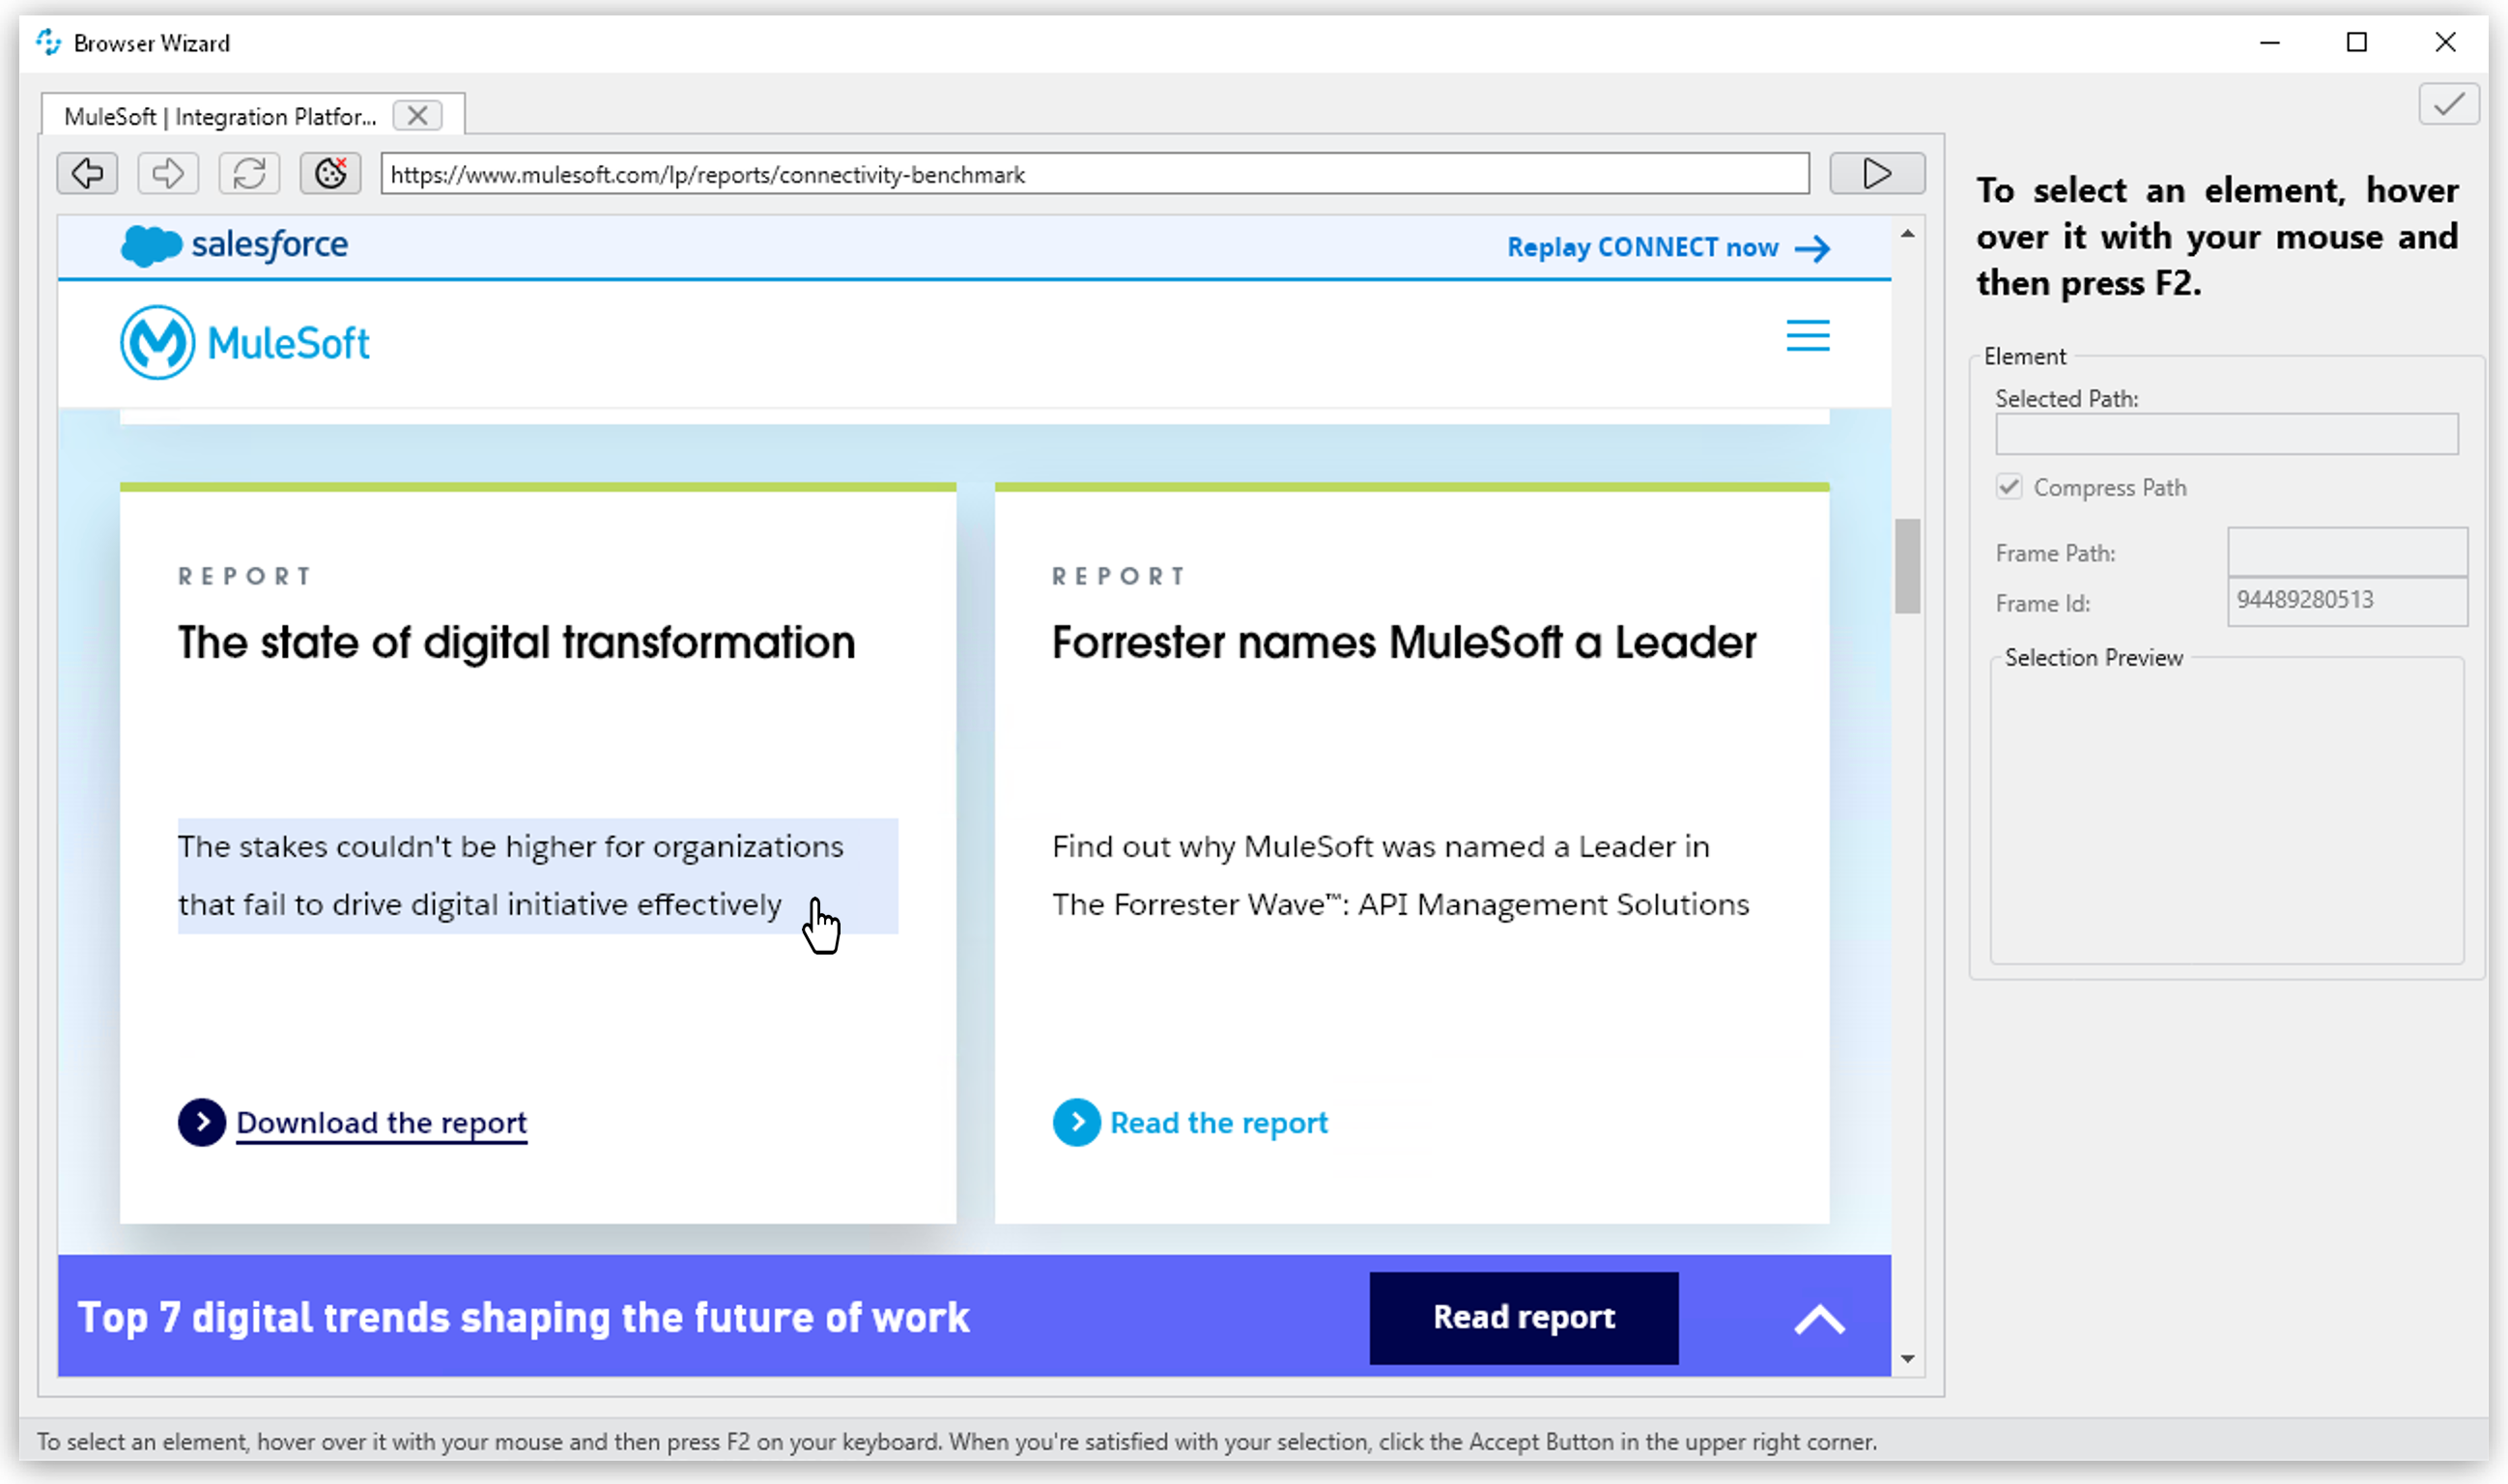 Browser Wizard
MuleSoft | Integration Platfor...
https://www.mulesoft.com/lp/reports/connectivity-benchmark
salesforce
Replay CONNECT now
MuleSoft
REPORT
The state of digital transformation
The stakes couldn't be higher for organizations
that fail to drive digital initiative effectively
Download the report
REPORT
Forrester names MuleSoft a Leader
Find out why MuleSoft was named a Leader in
The Forrester Wave™: API Management Solutions
Read the report
Top 7 digital trends shaping the future of work
Read report
To select an element, hover
over it with your mouse and
then press F2.
Element
Selected Path:
Compress Path
Frame Path:
Frame Id:
94489280513
Selection Preview
To select an element, hover over it with your mouse and then press F2 on your keyboard. When you're satisfied with your selection, click the Accept Button in the upper right corner.